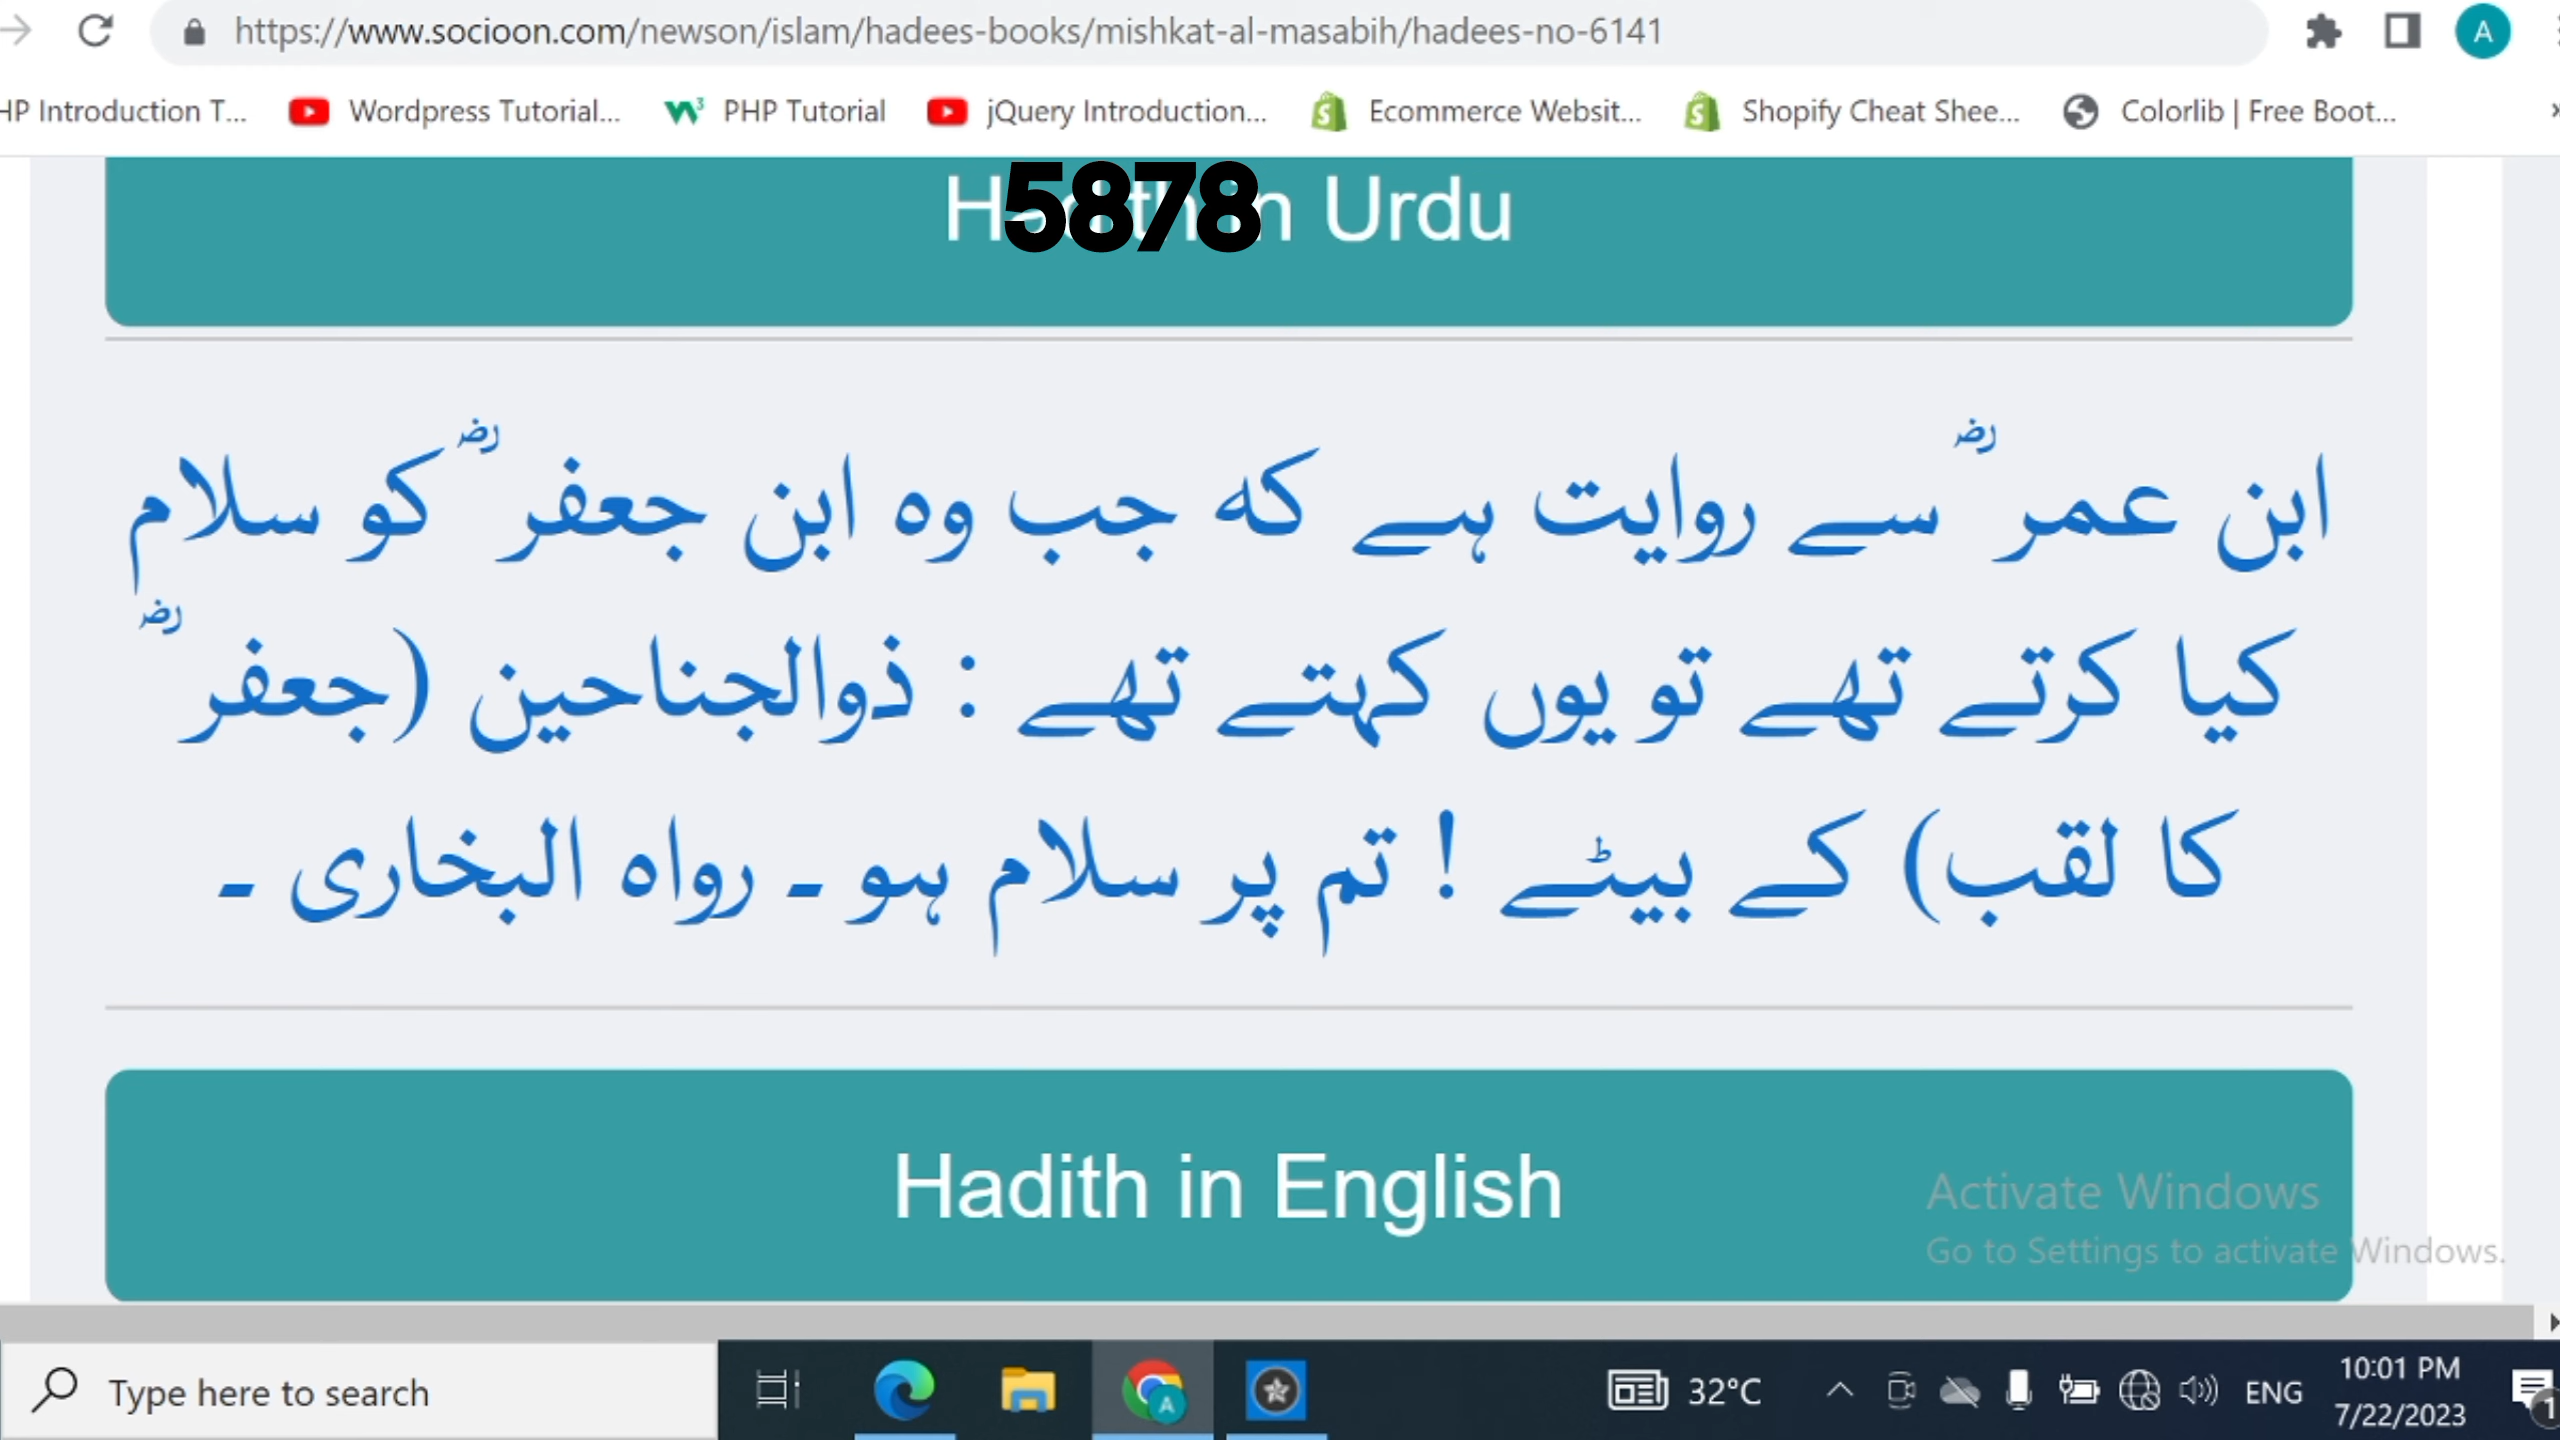 https://www.socioon.com/newson/islam/hadees-books/mishkat-al-masabih/hadees-no-6141
A
HP Introduction T...
Wordpress Tutorial...
PHP Tutorial
jQuery Introduction...
Ecommerce Websit...
Shopify Cheat Shee...
Colorlib | Free Boot...
Hadith in Urdu
5878
ابن عمر ؓ سے روایت ہے کہ جب وہ ابن جعفر ؓ کو سلام
کیا کرتے تھے تو یوں کہتے تھے : ذوالجناحین (جعفر ؓ
کا لقب) کے بیٹے ! تم پر سلام ہو ۔ رواہ البخاری ۔
Hadith in English
Activate Windows
Go to Settings to activate Windows.
Type here to search
A
32°C
ENG
10:01 PM
7/22/2023
1